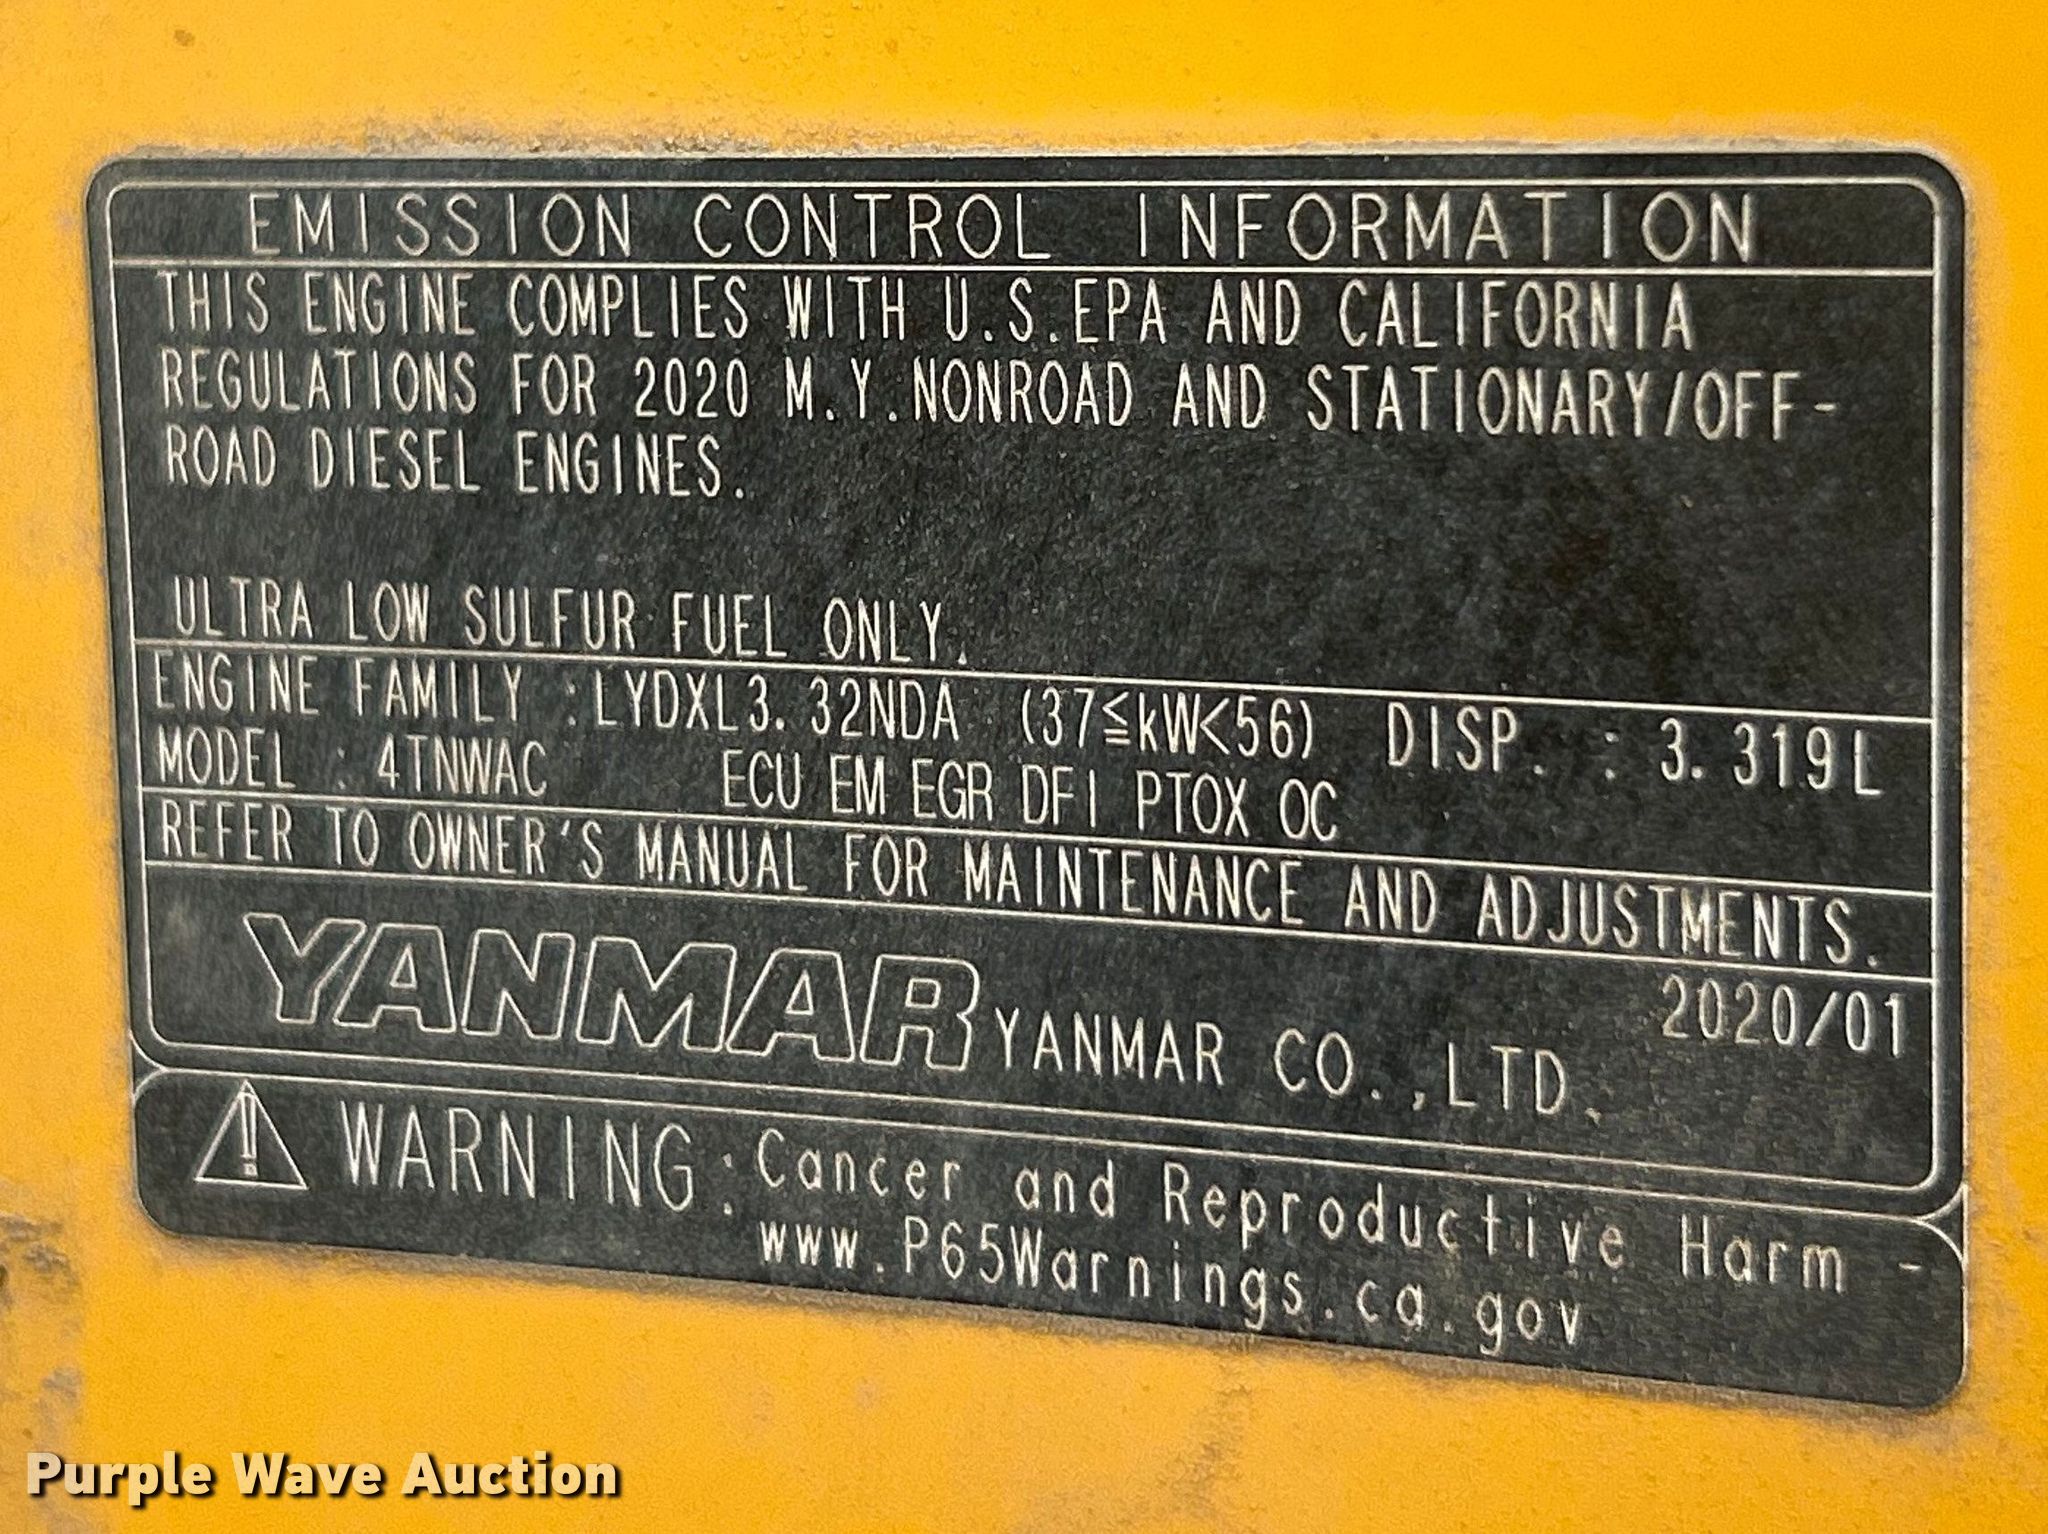 EMISSION CONTROL INFORMATION
THIS ENGINE COMPLIES WITH U.S.EPA AND CALIFORNIA
REGULATIONS FOR 2020 M.Y.NONROAD AND STATIONARY/OFF-
ROAD DIESEL ENGINES.
ULTRA LOW SULFUR FUEL ONLY.
ENGINE FAMILY :LYDXL3.32NDA (37≦kW<56) DISP. : 3.319L
MODEL : 4TNWAC ECU EM EGR DFI PTOX OC
REFER TO OWNER'S MANUAL FOR MAINTENANCE AND ADJUSTMENTS.
2020/01
YANMAR YANMAR CO.,LTD.
WARNING:Cancer and Reproductive Harm -
www.P65Warnings.ca.gov
Purple Wave Auction